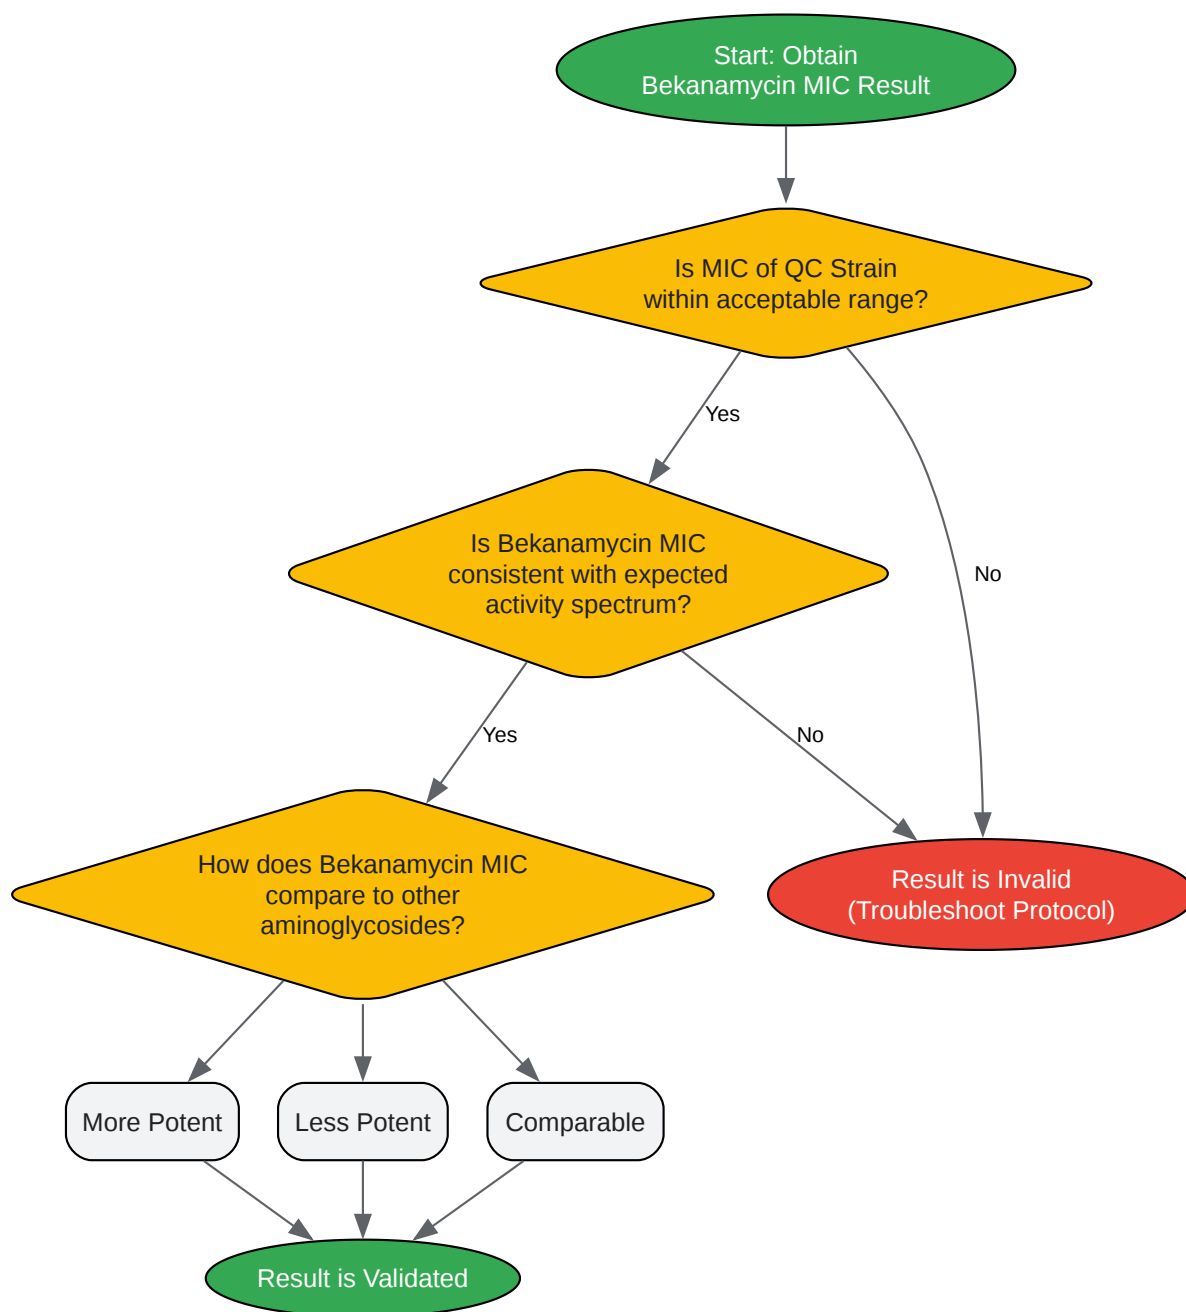 Start: Obtain
Bekanamycin MIC Result
Is MIC of QC Strain
within acceptable range?
Yes
No
Is Bekanamycin MIC
consistent with expected
activity spectrum?
Yes
No
How does Bekanamycin MIC
compare to other
aminoglycosides?
Result is Invalid
(Troubleshoot Protocol)
More Potent
Less Potent
Comparable
Result is Validated